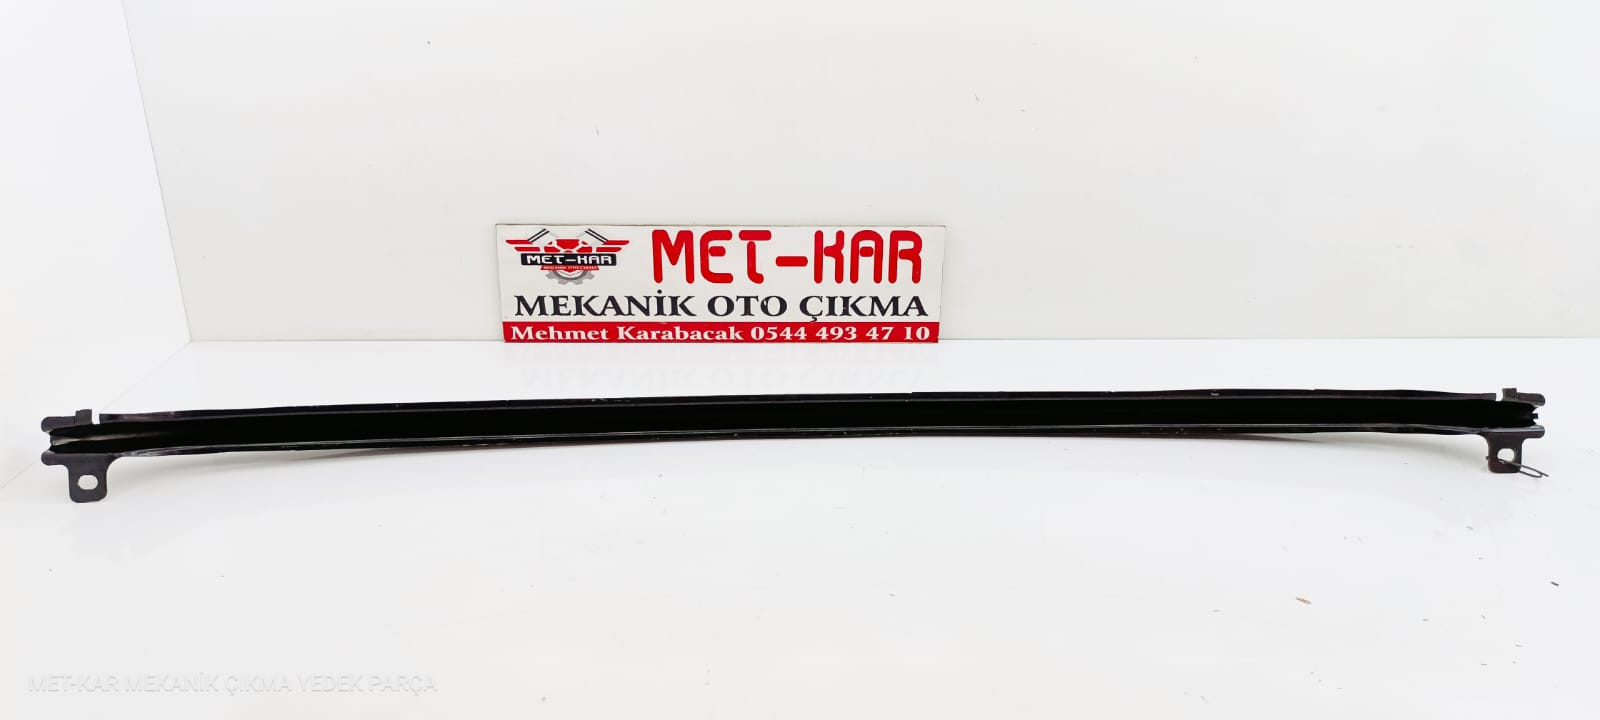 MET-KAR
MEKANİK OTO ÇIKMA
MET-KAR
MEKANİK OTO ÇIKMA
Mehmet Karabacak 0544 493 47 10
MET-KAR MEKANİK ÇIKMA YEDEK PARÇA